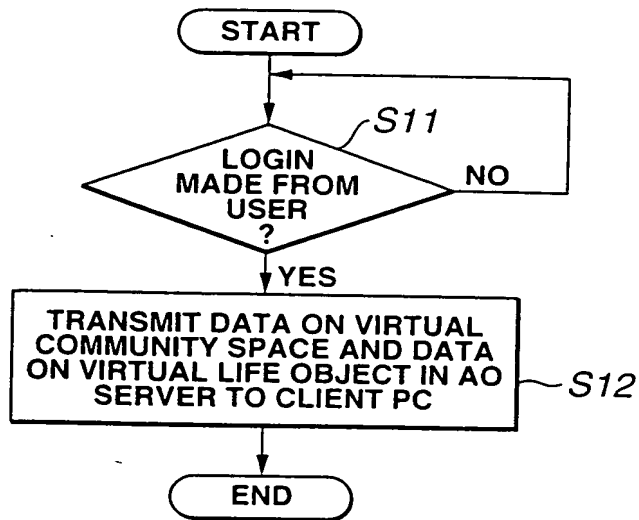 START
S11
LOGIN
MADE FROM
USER
?
NO
YES
TRANSMIT DATA ON VIRTUAL
COMMUNITY SPACE AND DATA
ON VIRTUAL LIFE OBJECT IN AO
SERVER TO CLIENT PC
S12
END